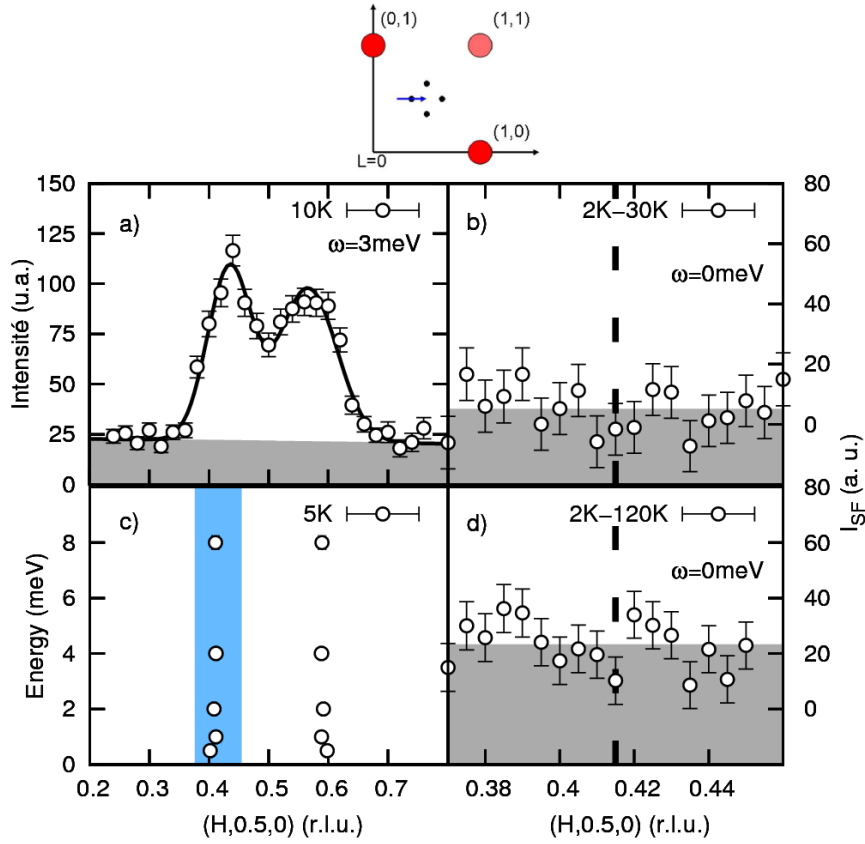 (0,1)
(1,1)
(1,0)
L=0
150
125
100
75
50
25
0
Intensité (u.a.)
a)
10K
ω=3meV
b)
2K−30K
ω=0meV
80
60
40
20
0
I_SF (a. u.)
c)
5K
8
6
4
2
0
Energy (meV)
d)
2K−120K
ω=0meV
80
60
40
20
0
0.2
0.3
0.4
0.5
0.6
0.7
0.38
0.4
0.42
0.44
(H,0.5,0) (r.l.u.)
(H,0.5,0) (r.l.u.)